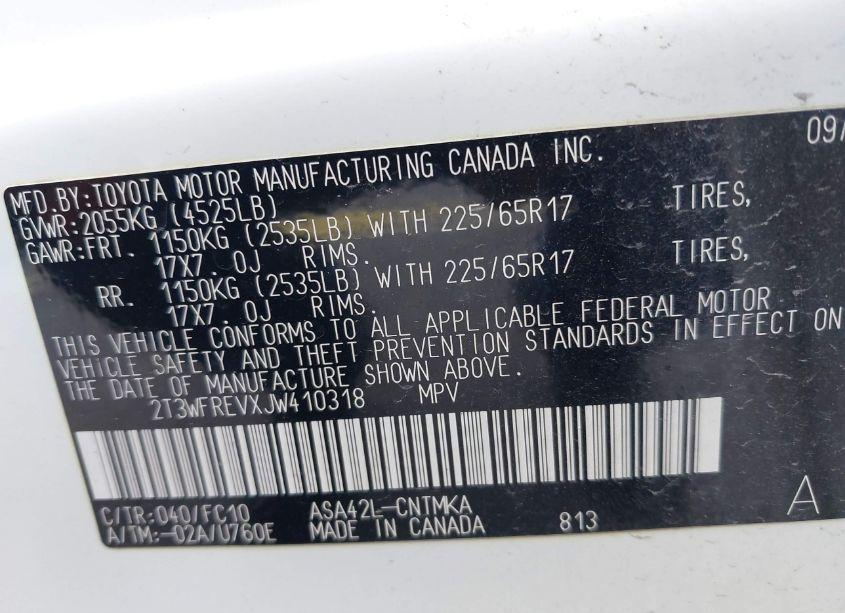 09/
MFD.BY:TOYOTA MOTOR MANUFACTURING CANADA INC.
GVWR:2055KG (4525LB)
GAWR:FRT. 1150KG (2535LB) WITH 225/65R17 TIRES,
17X7.0J RIMS.
RR. 1150KG (2535LB) WITH 225/65R17 TIRES,
17X7.0J RIMS.
THIS VEHICLE CONFORMS TO ALL APPLICABLE FEDERAL MOTOR
VEHICLE SAFETY AND THEFT PREVENTION STANDARDS IN EFFECT ON
THE DATE OF MANUFACTURE SHOWN ABOVE.
2T3WFREVXJW410318 MPV
C/TR:040/FC10 ASA42L-CNTMKA A
A/TM:-02A/U760E MADE IN CANADA 813